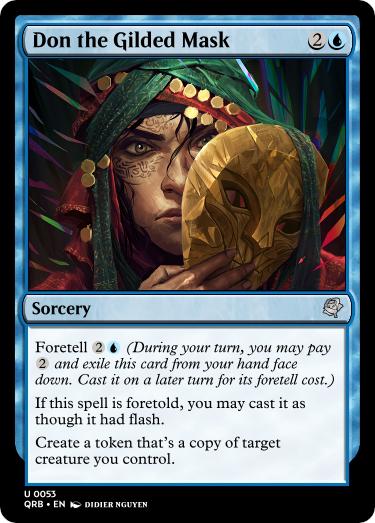 Don the Gilded Mask 2
Sorcery
Foretell 2 (During your turn, you may pay
2 and exile this card from your hand face
down. Cast it on a later turn for its foretell cost.)
If this spell is foretold, you may cast it as
though it had flash.
Create a token that's a copy of target
creature you control.
U 0053
QRB • EN DIDIER NGUYEN